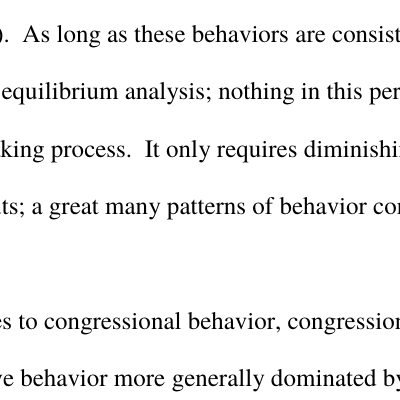 ). As long as these behaviors are consist
equilibrium analysis; nothing in this per
king process. It only requires diminishi
ts; a great many patterns of behavior co
s to congressional behavior, congression
ve behavior more generally dominated by